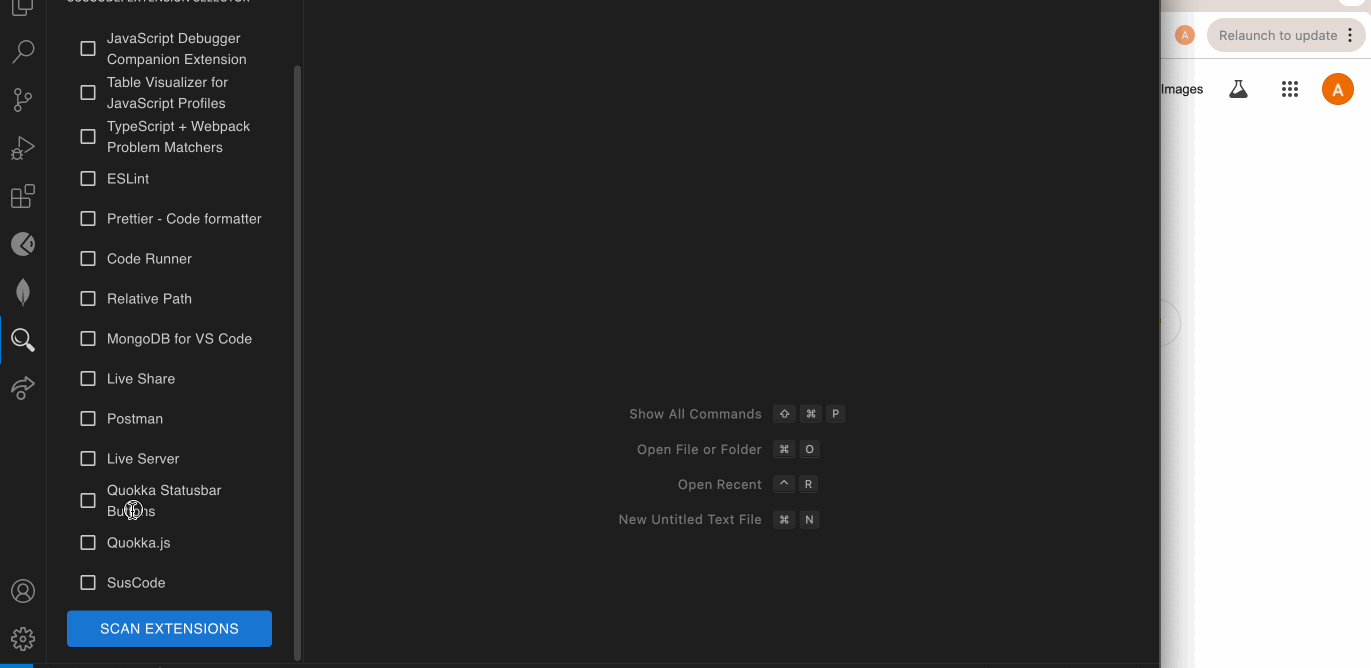 JavaScript Debugger
Companion Extension
Table Visualizer for
JavaScript Profiles
TypeScript + Webpack
Problem Matchers
ESLint
Prettier - Code formatter
Code Runner
Relative Path
MongoDB for VS Code
Live Share
Postman
Live Server
Quokka Statusbar
Buttons
Quokka.js
SusCode
SCAN EXTENSIONS
Show All Commands ⇧ ⌘ P
Open File or Folder ⌘ O
Open Recent ^ R
New Untitled Text File ⌘ N
A Relaunch to update
Images A